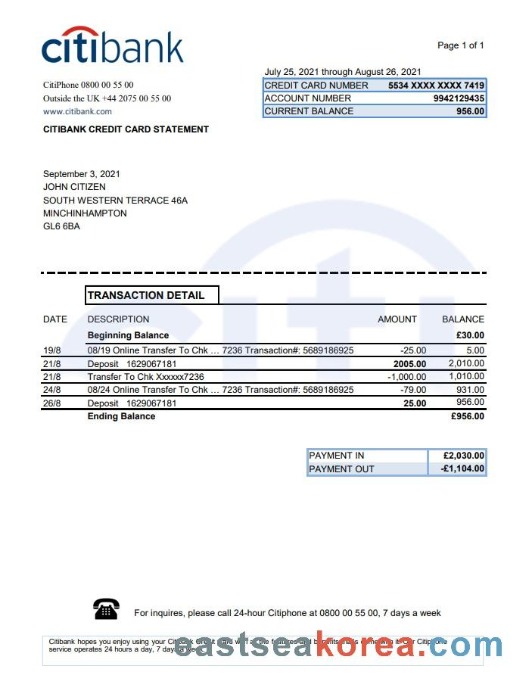 citibank
Page 1 of 1
CitiPhone 0800 00 55 00
Outside the UK +44 2075 00 55 00
www.citibank.com
CITIBANK CREDIT CARD STATEMENT
July 25, 2021 through August 26, 2021
CREDIT CARD NUMBER 5534 XXXX XXXX 7419
ACCOUNT NUMBER 9942129435
CURRENT BALANCE 956.00
September 3, 2021
JOHN CITIZEN
SOUTH WESTERN TERRACE 46A
MINCHINHAMPTON
GL6 6BA
citi
TRANSACTION DETAIL
DATE DESCRIPTION AMOUNT BALANCE
Beginning Balance £30.00
19/8 08/19 Online Transfer To Chk ... 7236 Transaction#: 5689186925 -25.00 5.00
21/8 Deposit 1629067181 2005.00 2,010.00
21/8 Transfer To Chk Xxxxxx7236 -1,000.00 1,010.00
24/8 08/24 Online Transfer To Chk ... 7236 Transaction#: 5689186925 -79.00 931.00
26/8 Deposit 1629067181 25.00 956.00
Ending Balance £956.00
PAYMENT IN £2,030.00
PAYMENT OUT -£1,104.00
For inquires, please call 24-hour Citiphone at 0800 00 55 00, 7 days a week
Citibank hopes you enjoy using your
service operates 24 hours a day, 7 days
eastseakorea.com